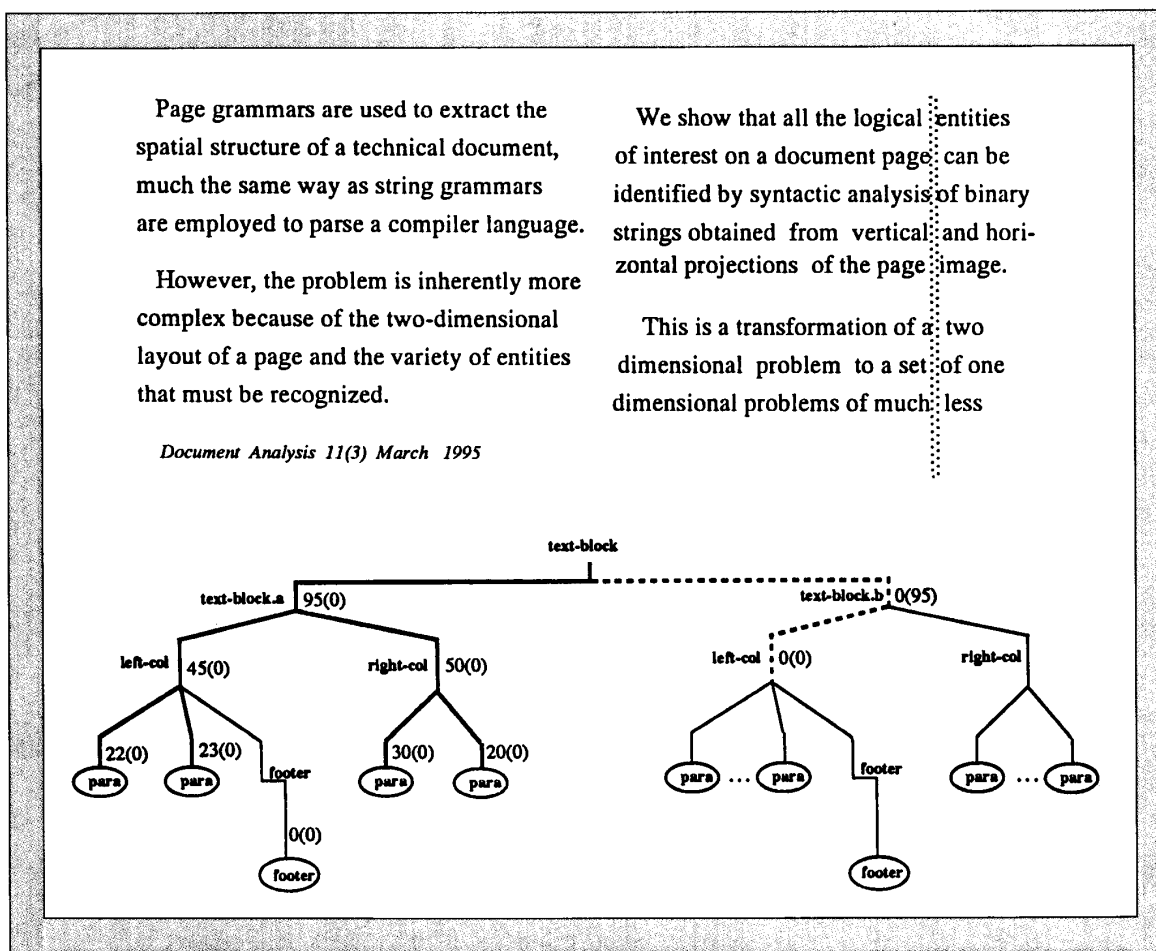 Page grammars are used to extract the
spatial structure of a technical document,
much the same way as string grammars
are employed to parse a compiler language.
However, the problem is inherently more
complex because of the two-dimensional
layout of a page and the variety of entities
that must be recognized.
Document Analysis 11(3) March 1995
We show that all the logical entities
of interest on a document page can be
identified by syntactic analysis of binary
strings obtained from vertical and hori-
zontal projections of the page image.
This is a transformation of a two
dimensional problem to a set of one
dimensional problems of much less
text-block
text-block.a 95(0)
text-block.b 0(95)
left-col 45(0)
right-col 50(0)
left-col 0(0)
right-col
22(0) 23(0) 30(0) 20(0)
para para footer para para
para ... para footer para ... para
0(0)
footer
footer